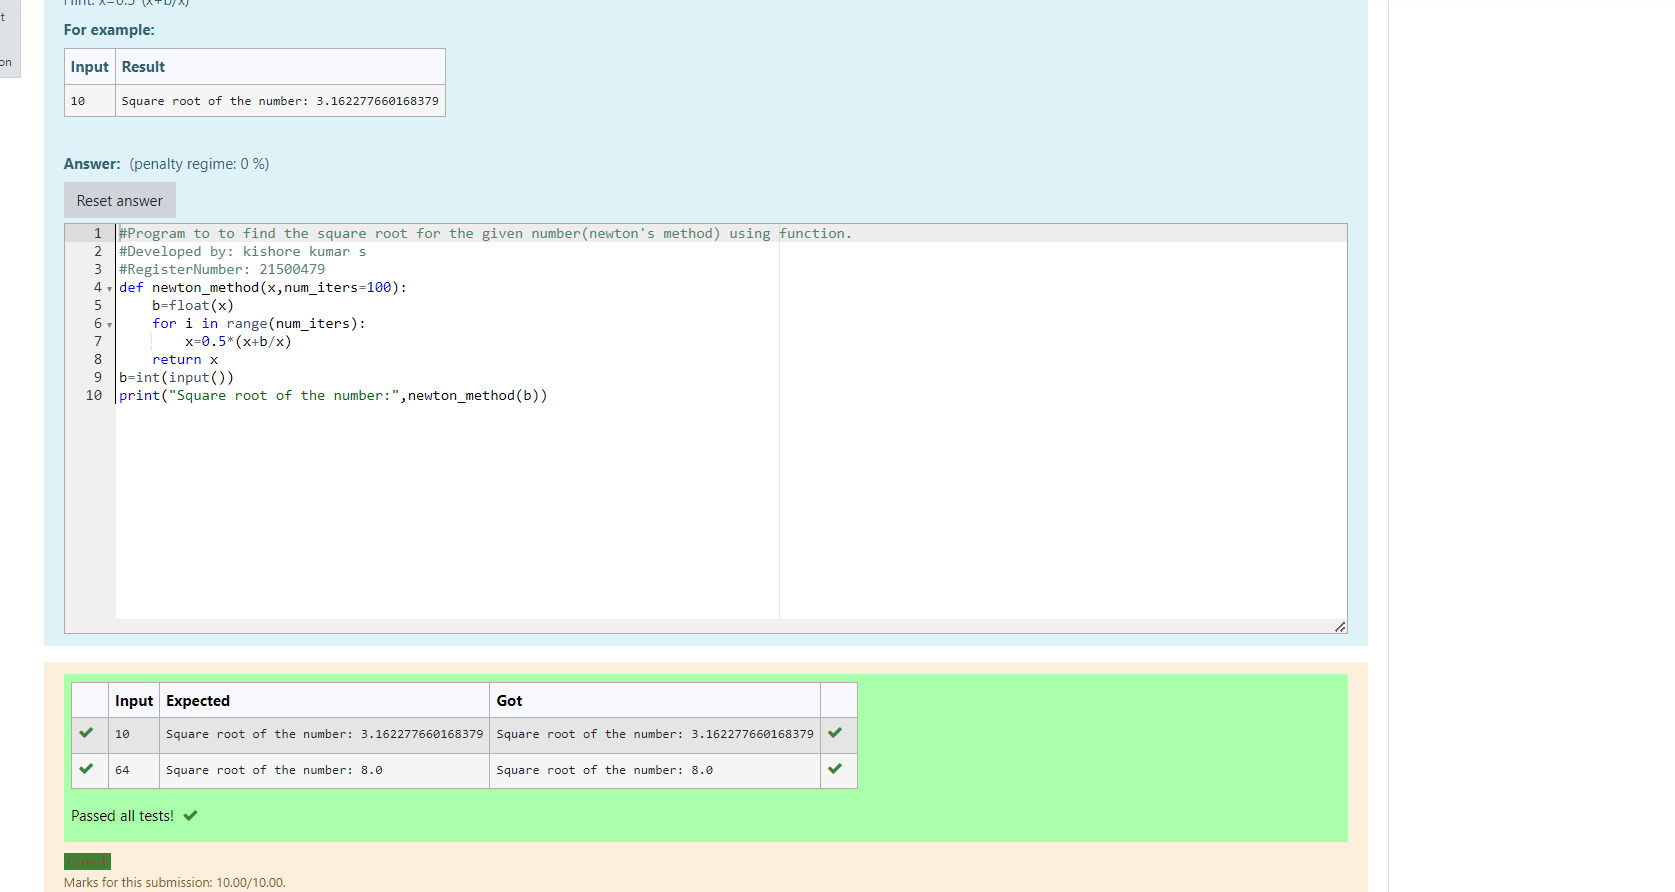 t
on
Hint: x=0.5*(x+b/x)
For example:
Input Result
10 Square root of the number: 3.162277660168379
Answer: (penalty regime: 0 %)
Reset answer
1 #Program to to find the square root for the given number(newton's method) using function.
2 #Developed by: kishore kumar s
3 #RegisterNumber: 21500479
4 def newton_method(x,num_iters=100):
5 b=float(x)
6 for i in range(num_iters):
7 x=0.5*(x+b/x)
8 return x
9 b=int(input())
10 print("Square root of the number:",newton_method(b))
Input Expected Got
10 Square root of the number: 3.162277660168379 Square root of the number: 3.162277660168379
64 Square root of the number: 8.0 Square root of the number: 8.0
Passed all tests!
Correct
Marks for this submission: 10.00/10.00.